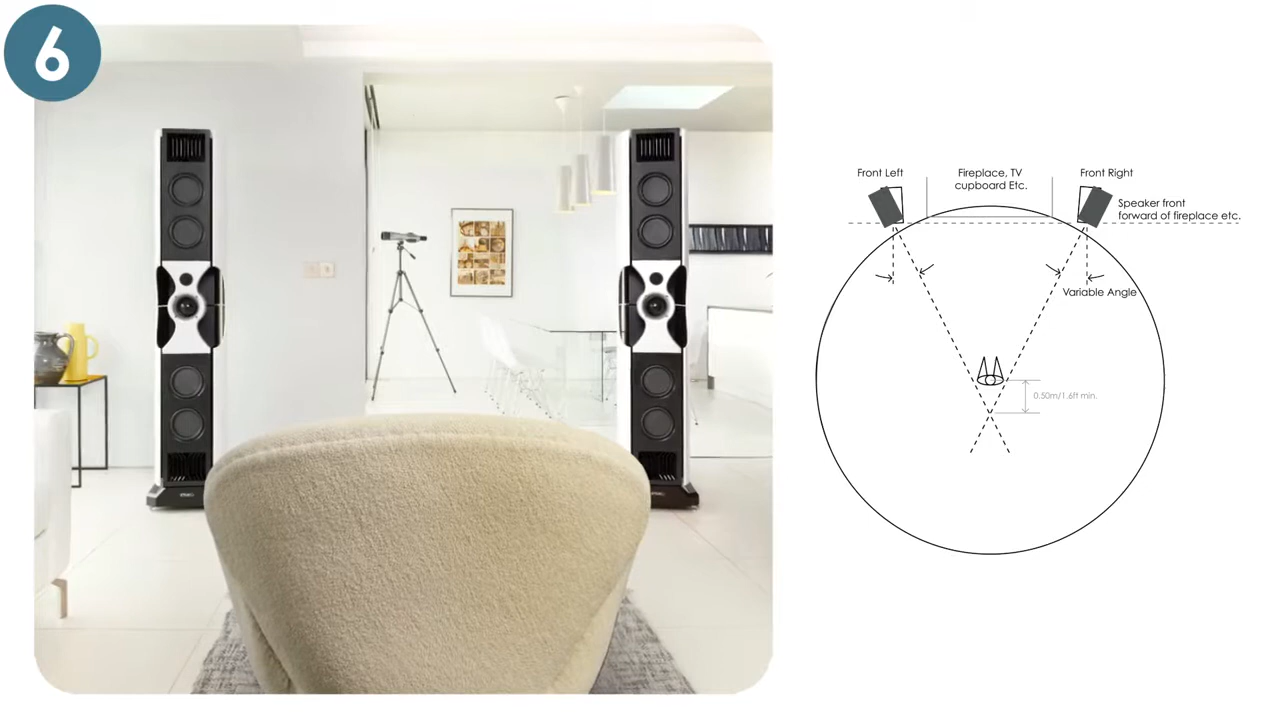 6
Front Left
Fireplace, TV
cupboard Etc.
Front Right
Speaker front
forward of fireplace etc.
Variable Angle
0.50m/1.6ft min.